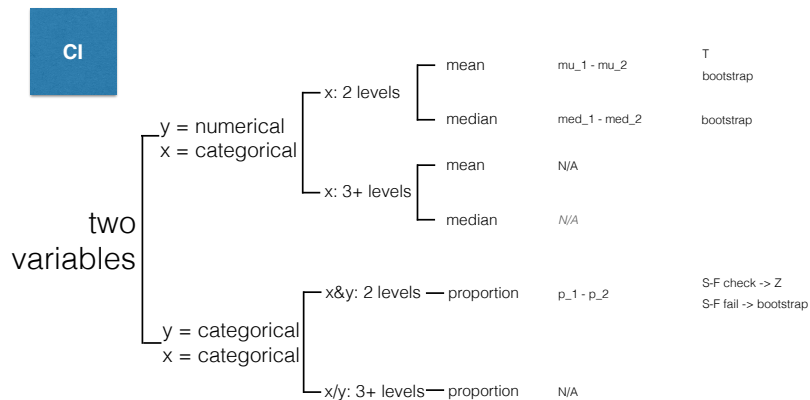 CI
two
variables
y = numerical
x = categorical
x: 2 levels
mean
mu_1 - mu_2
T
bootstrap
median
med_1 - med_2
bootstrap
x: 3+ levels
mean
N/A
median
N/A
y = categorical
x = categorical
x&y: 2 levels
proportion
p_1 - p_2
S-F check -> Z
S-F fail -> bootstrap
x/y: 3+ levels
proportion
N/A